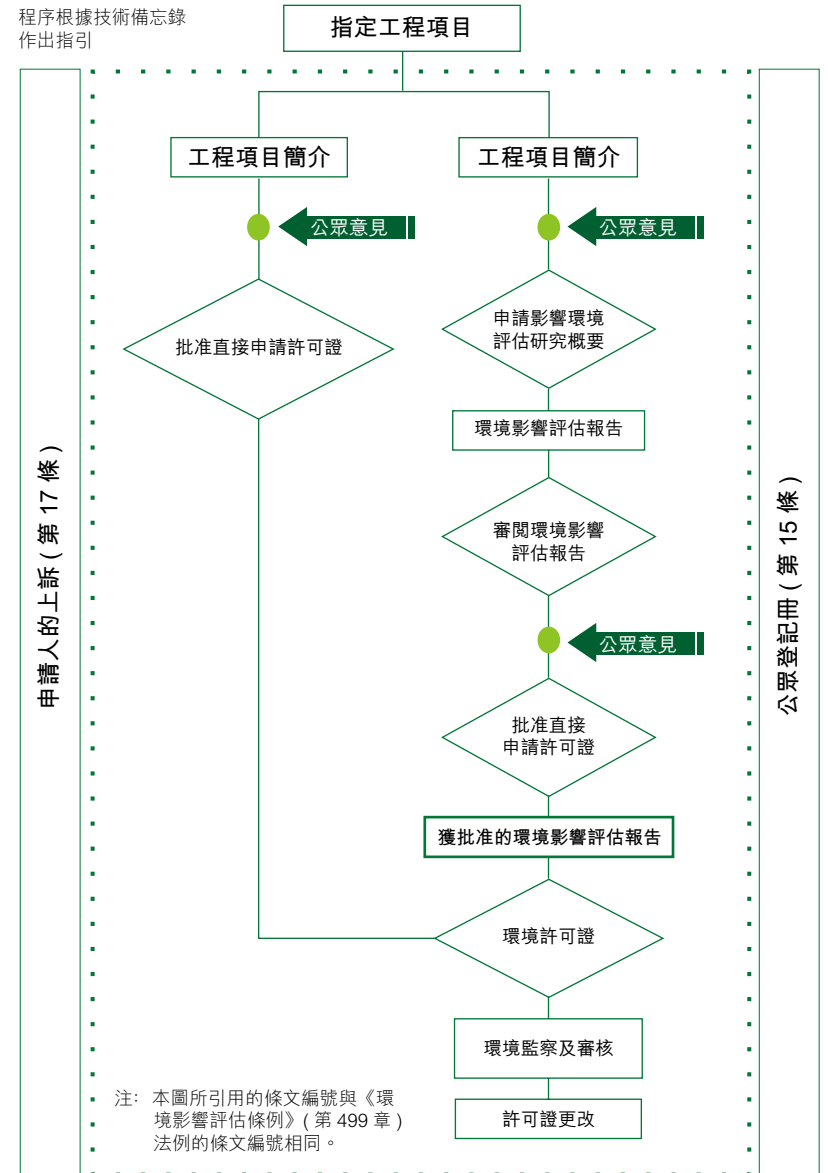 程序根據技術備忘錄
作出指引
指定工程項目
申請人的上訴 ( 第 17 條 )
公眾登記冊 ( 第 15 條 )
工程項目簡介
工程項目簡介
公眾意見
公眾意見
批准直接申請許可證
申請影響環境
評估研究概要
環境影響評估報告
審閱環境影響
評估報告
公眾意見
批准直接
申請許可證
獲批准的環境影響評估報告
環境許可證
環境監察及審核
許可證更改
注: 本圖所引用的條文編號與《環
境影響評估條例》( 第 499 章 )
法例的條文編號相同。